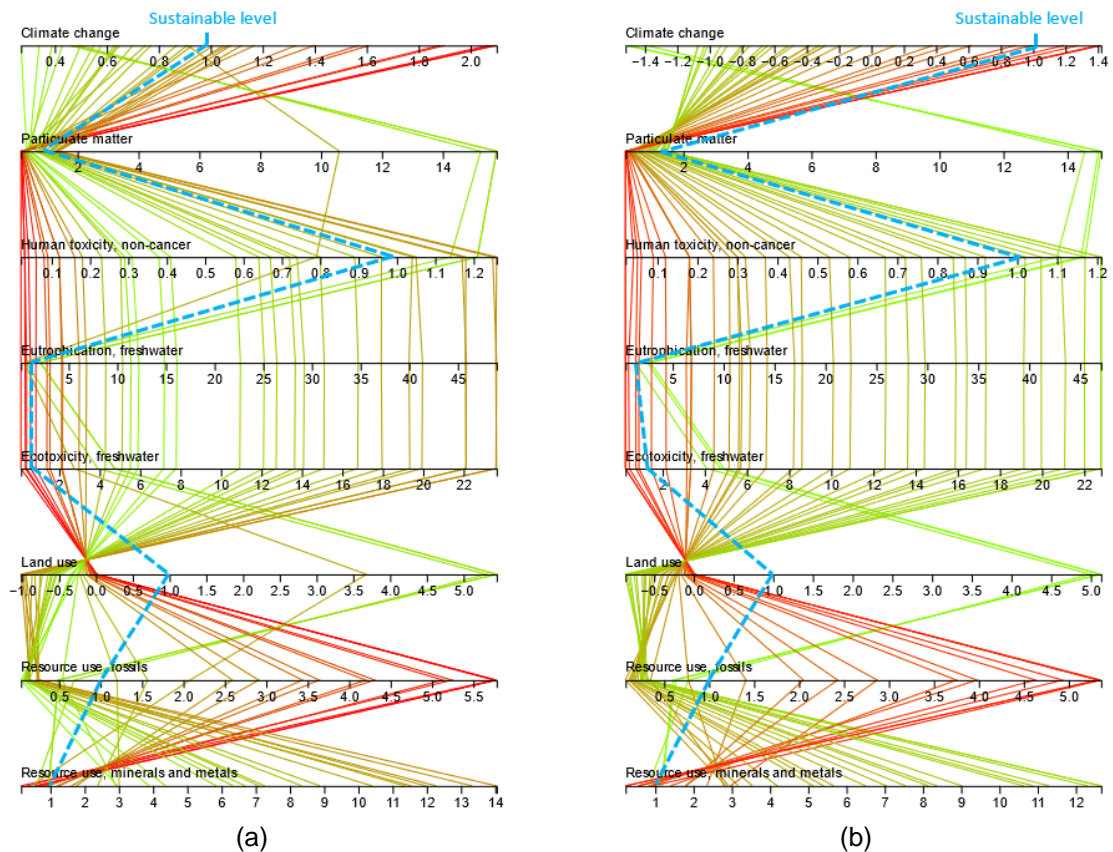 Sustainable level
Climate change
0.4 0.6 0.8 1.0 1.2 1.4 1.6 1.8 2.0
Particulate matter
2 4 6 8 10 12 14
Human toxicity, non-cancer
0.1 0.2 0.3 0.4 0.5 0.6 0.7 0.8 0.9 1.0 1.1 1.2
Eutrophication, freshwater
5 10 15 20 25 30 35 40 45
Ecotoxicity, freshwater
2 4 6 8 10 12 14 16 18 20 22
Land use
−1.0 −0.5 0.0 0.5 1.0 1.5 2.0 2.5 3.0 3.5 4.0 4.5 5.0
Resource use, fossils
0.5 1.0 1.5 2.0 2.5 3.0 3.5 4.0 4.5 5.0 5.5
Resource use, minerals and metals
1 2 3 4 5 6 7 8 9 10 11 12 13 14
(a)
Sustainable level
Climate change
−1.4 −1.2 −1.0 −0.8 −0.6 −0.4 −0.2 0.0 0.2 0.4 0.6 0.8 1.0 1.2 1.4
Particulate matter
2 4 6 8 10 12 14
Human toxicity, non-cancer
0.1 0.2 0.3 0.4 0.5 0.6 0.7 0.8 0.9 1.0 1.1 1.2
Eutrophication, freshwater
5 10 15 20 25 30 35 40 45
Ecotoxicity, freshwater
2 4 6 8 10 12 14 16 18 20 22
Land use
−0.5 0.0 0.5 1.0 1.5 2.0 2.5 3.0 3.5 4.0 4.5 5.0
Resource use, fossils
0.5 1.0 1.5 2.0 2.5 3.0 3.5 4.0 4.5 5.0
Resource use, minerals and metals
1 2 3 4 5 6 7 8 9 10 11 12
(b)